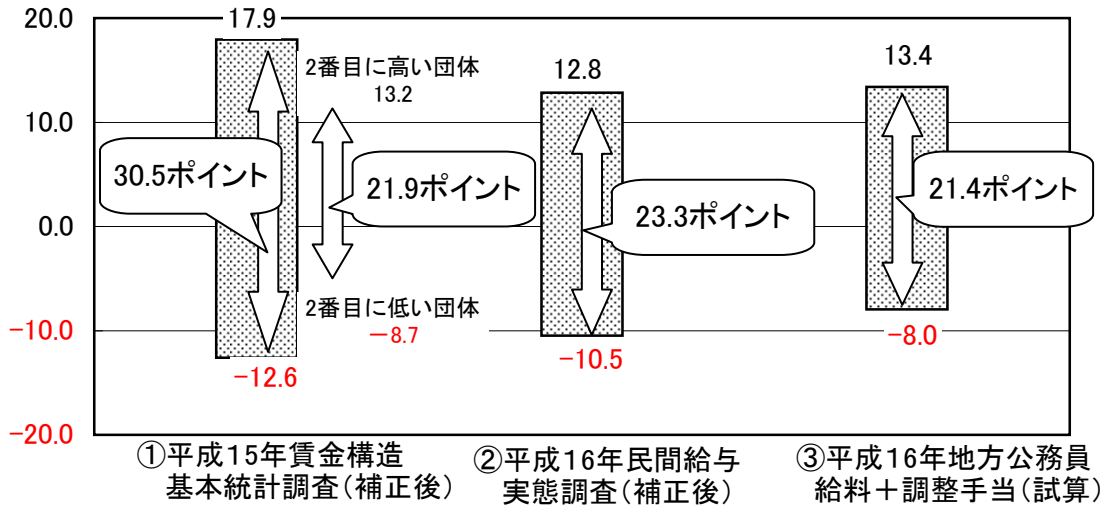 20.0
10.0
0.0
-10.0
-20.0
17.9
2番目に高い団体
13.2
30.5ポイント
21.9ポイント
2番目に低い団体
-8.7
-12.6
12.8
23.3ポイント
-10.5
13.4
21.4ポイント
-8.0
①平成15年賃金構造
基本統計調査(補正後)
②平成16年民間給与
実態調査(補正後)
③平成16年地方公務員
給料+調整手当(試算)